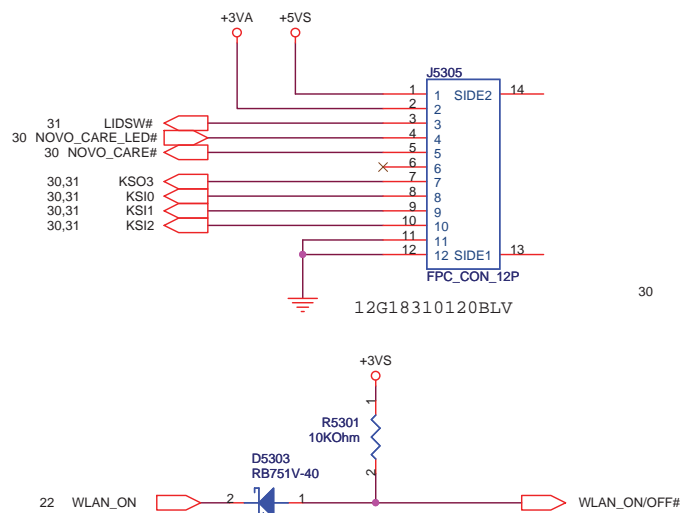 +3VA +5VS
J5305
1 1 SIDE2 14
2 2
31 LIDSW# 3 3
30 NOVO_CARE_LED# 4 4
30 NOVO_CARE# 5 5
6 6
30,31 KSO3 7 7
30,31 KSI0 8 8
30,31 KSI1 9 9
30,31 KSI2 10 10
11 11
12 12 SIDE1 13
FPC_CON_12P
12G18310120BLV
30
+3VS
1
R5301
10KOhm
2
D5303
RB751V-40
22 WLAN_ON 2 1 WLAN_ON/OFF#